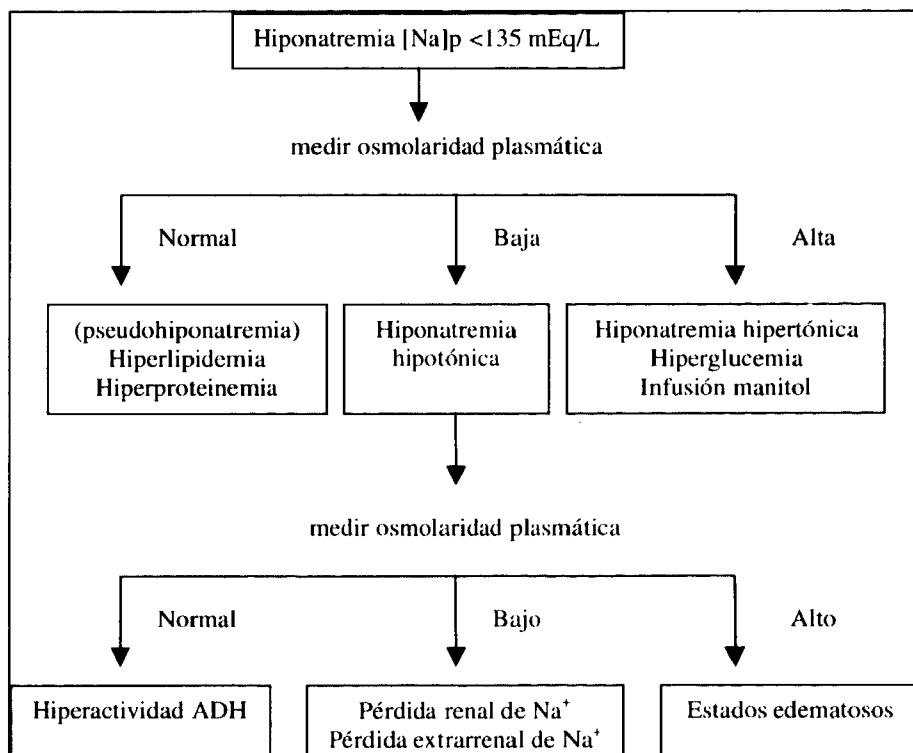 Hiponatremia [Na]p <135 mEq/L
medir osmolaridad plasmática
Normal
Baja
Alta
(pseudohiponatremia)
Hiperlipidemia
Hiperproteinemia
Hiponatremia
hipotónica
Hiponatremia hipertónica
Hiperglucemia
Infusión manitol
medir osmolaridad plasmática
Normal
Bajo
Alto
Hiperactividad ADH
Pérdida renal de Na⁺
Pérdida extrarrenal de Na⁺
Estados edematosos